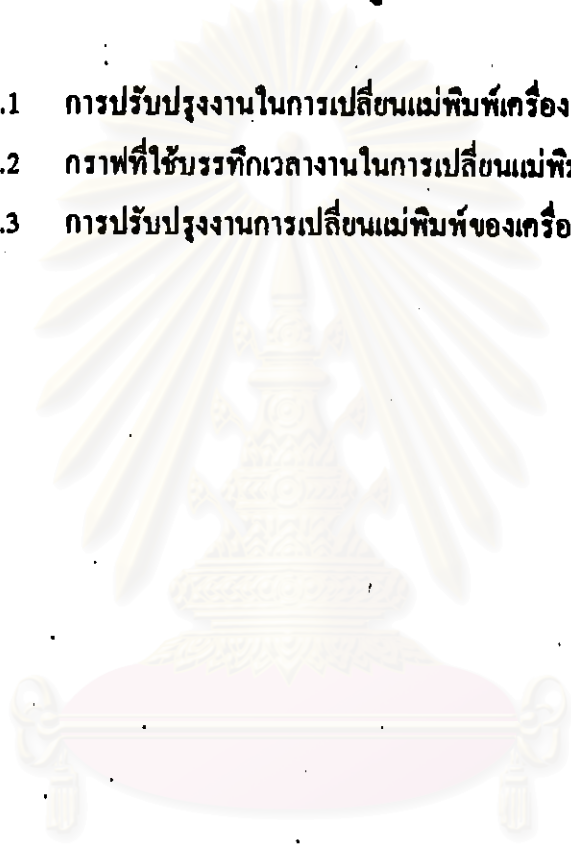 .1 การปรับปรุงงานในการเปลี่ยนแม่พิมพ์เครื่อง
.2 กราฟที่ใช้บรรทึกเวลางานในการเปลี่ยนแม่พิม
.3 การปรับปรุงงานการเปลี่ยนแม่พิมพ์ของเครื่อ